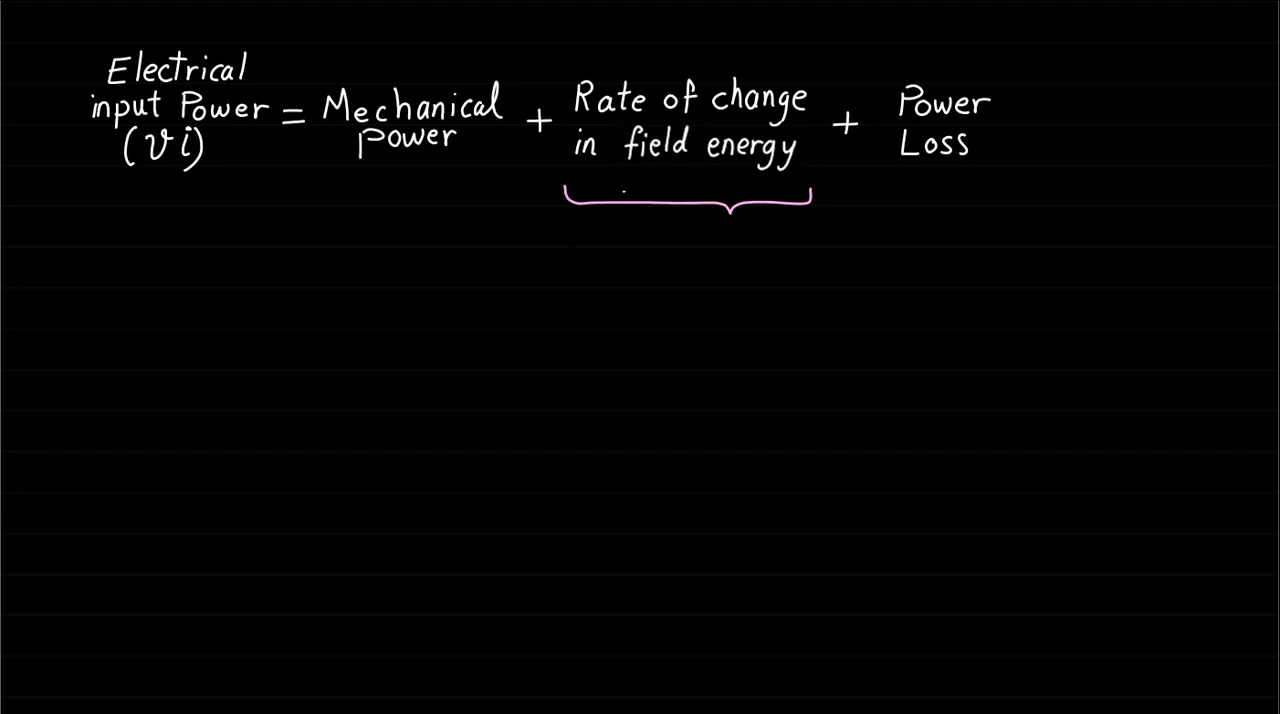 Electrical
input Power = Mechanical + Rate of change + Power
(vi) Power in field energy Loss